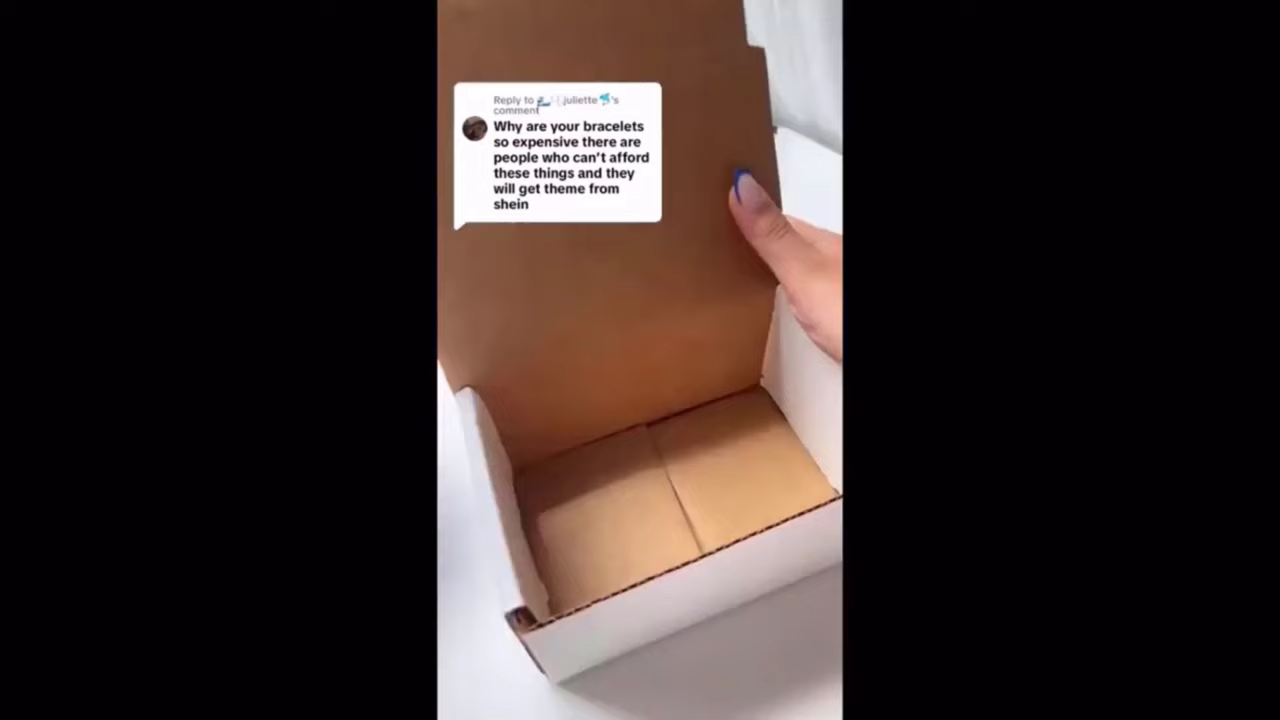 Reply to 🛹🤍juliette🦈's
comment
Why are your bracelets
so expensive there are
people who can't afford
these things and they
will get theme from
shein